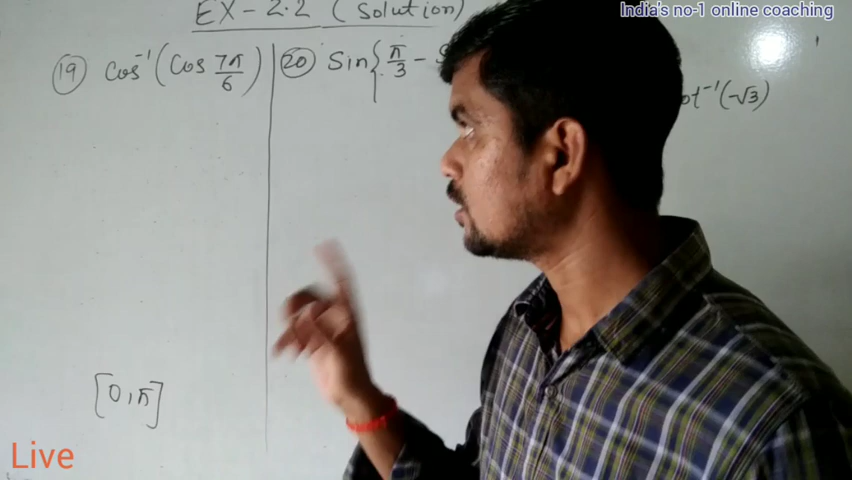 EX-2.2 (Solution)
India's no-1 online coaching
19 cos⁻¹(cos 7π/6)
20 Sin{π/3 -
ot⁻¹(-√3)
[0,π]
Live